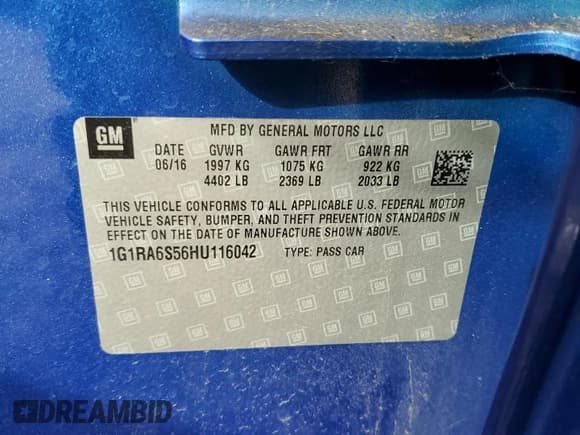 GM
MFD BY GENERAL MOTORS LLC
DATE GVWR GAWR FRT GAWR RR
06/16 1997 KG 1075 KG 922 KG
4402 LB 2369 LB 2033 LB
THIS VEHICLE CONFORMS TO ALL APPLICABLE U.S. FEDERAL MOTOR
VEHICLE SAFETY, BUMPER, AND THEFT PREVENTION STANDARDS
IN EFFECT ON THE DATE OF MANUFACTURE SHOWN ABOVE.
1G1RA6S56HU116042 TYPE: PASS CAR
DREAMBID